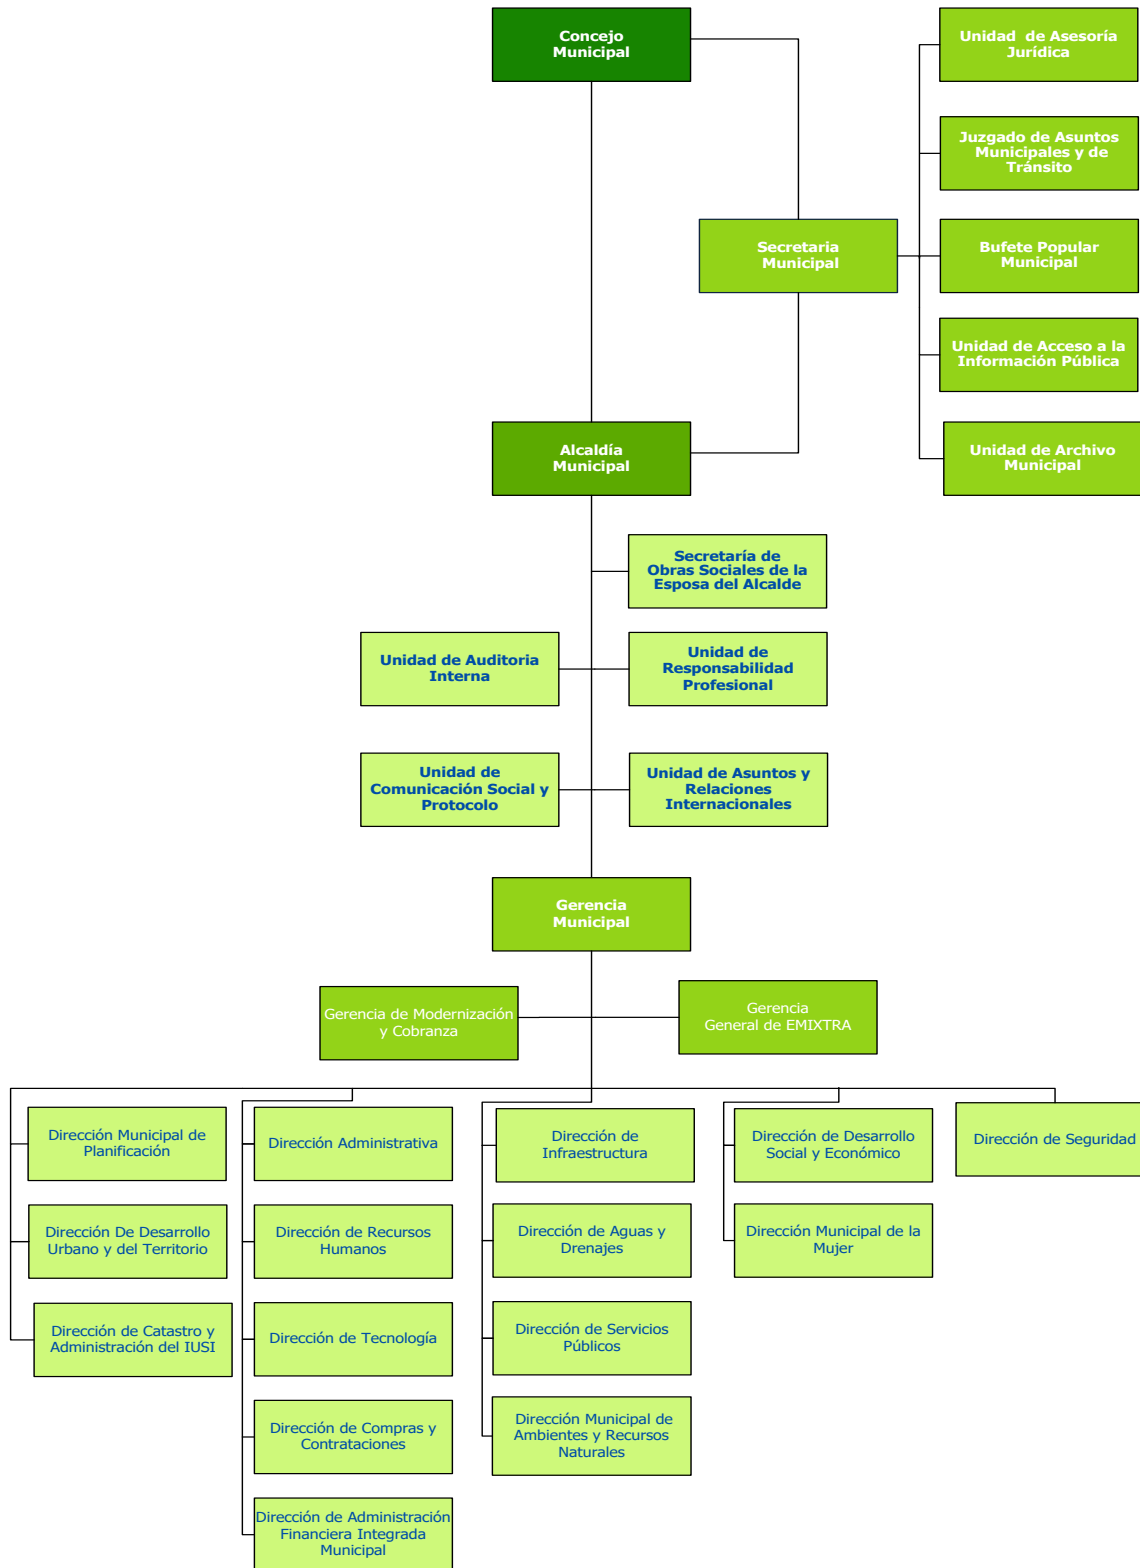 Concejo
Municipal
Unidad de Asesoría
Jurídica
Juzgado de Asuntos
Municipales y de
Tránsito
Secretaria
Municipal
Bufete Popular
Municipal
Unidad de Acceso a la
Información Pública
Alcaldía
Municipal
Unidad de Archivo
Municipal
Secretaría de
Obras Sociales de la
Esposa del Alcalde
Unidad de Auditoria
Interna
Unidad de
Responsabilidad
Profesional
Unidad de
Comunicación Social y
Protocolo
Unidad de Asuntos y
Relaciones
Internacionales
Gerencia
Municipal
Gerencia de Modernización
y Cobranza
Gerencia
General de EMIXTRA
Dirección Municipal de
Planificación
Dirección Administrativa
Dirección de
Infraestructura
Dirección de Desarrollo
Social y Económico
Dirección de Seguridad
Dirección De Desarrollo
Urbano y del Territorio
Dirección de Recursos
Humanos
Dirección de Aguas y
Drenajes
Dirección Municipal de la
Mujer
Dirección de Catastro y
Administración del IUSI
Dirección de Tecnología
Dirección de Servicios
Públicos
Dirección de Compras y
Contrataciones
Dirección Municipal de
Ambientes y Recursos
Naturales
Dirección de Administración
Financiera Integrada
Municipal